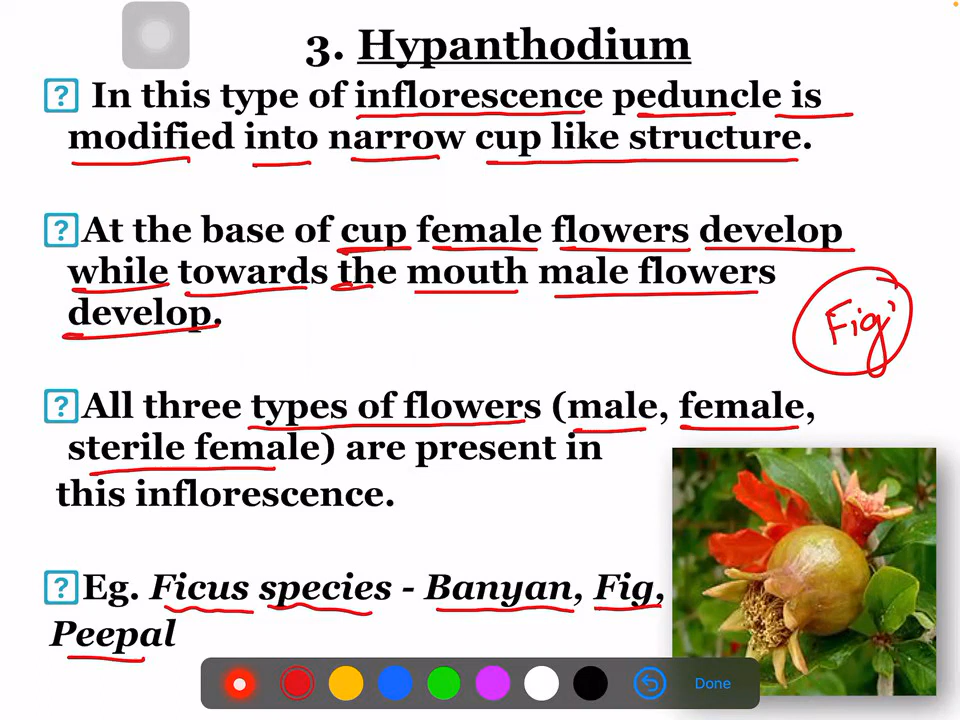 3. Hypanthodium
? In this type of inflorescence peduncle is
modified into narrow cup like structure.
?At the base of cup female flowers develop
while towards the mouth male flowers
develop.
Fig
?All three types of flowers (male, female,
sterile female) are present in
this inflorescence.
?Eg. Ficus species - Banyan, Fig,
Peepal
Done